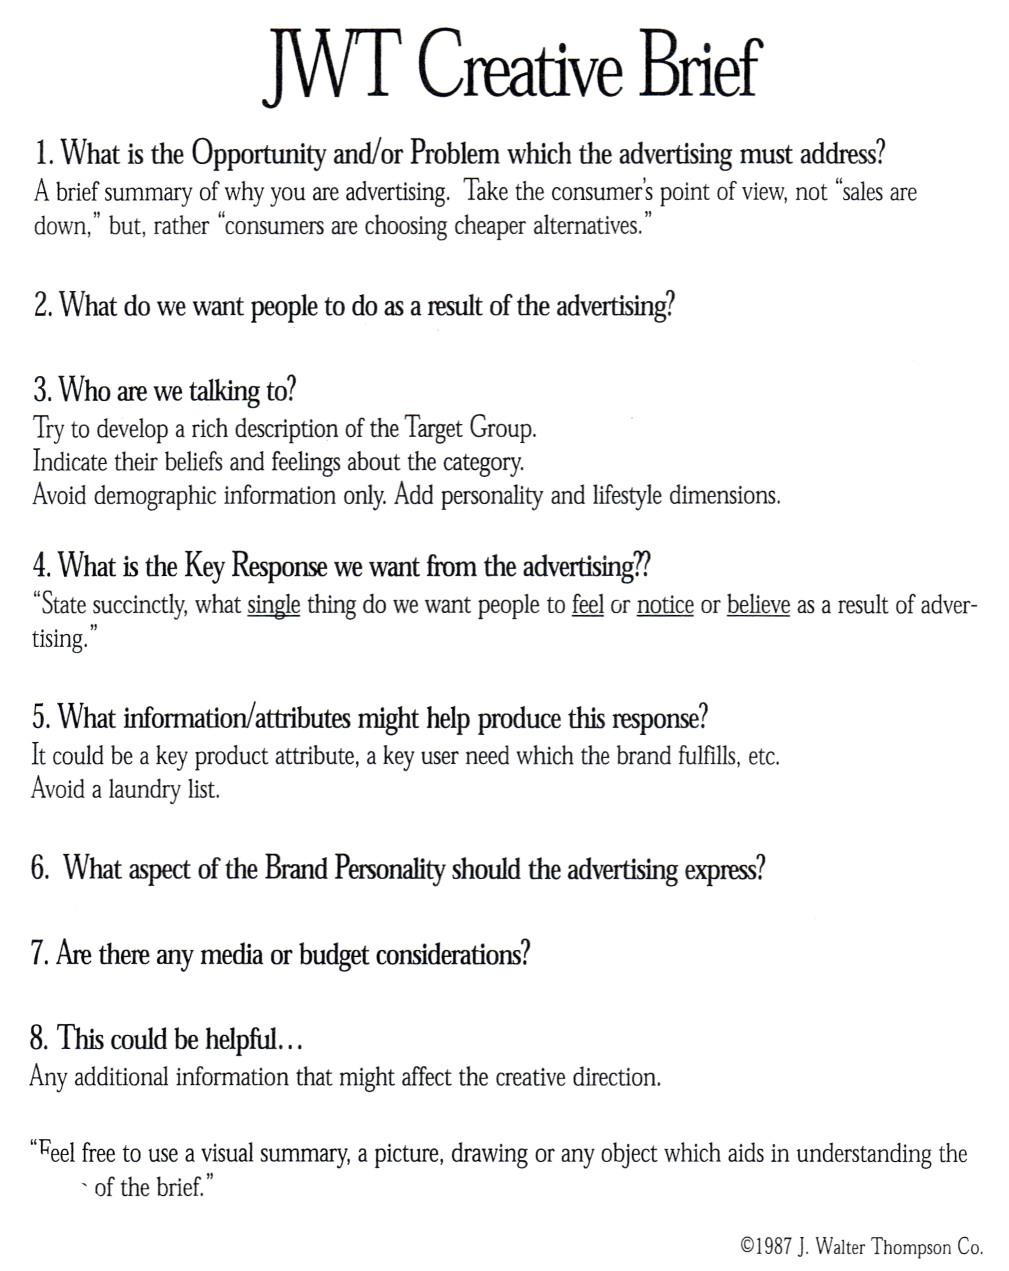 JWT Creative Brief
1. What is the Opportunity and/or Problem which the advertising must address?
A brief summary of why you are advertising. Take the consumer's point of view, not “sales are
down,” but, rather “consumers are choosing cheaper alternatives.”
2. What do we want people to do as a result of the advertising?
3. Who are we talking to?
Try to develop a rich description of the Target Group.
Indicate their beliefs and feelings about the category.
Avoid demographic information only. Add personality and lifestyle dimensions.
4. What is the Key Response we want from the advertising??
“State succinctly, what single thing do we want people to feel or notice or believe as a result of adver-
tising.”
5. What information/attributes might help produce this response?
It could be a key product attribute, a key user need which the brand fulfills, etc.
Avoid a laundry list.
6. What aspect of the Brand Personality should the advertising express?
7. Are there any media or budget considerations?
8. This could be helpful...
Any additional information that might affect the creative direction.
“Feel free to use a visual summary, a picture, drawing or any object which aids in understanding the
of the brief.”
©1987 J. Walter Thompson Co.